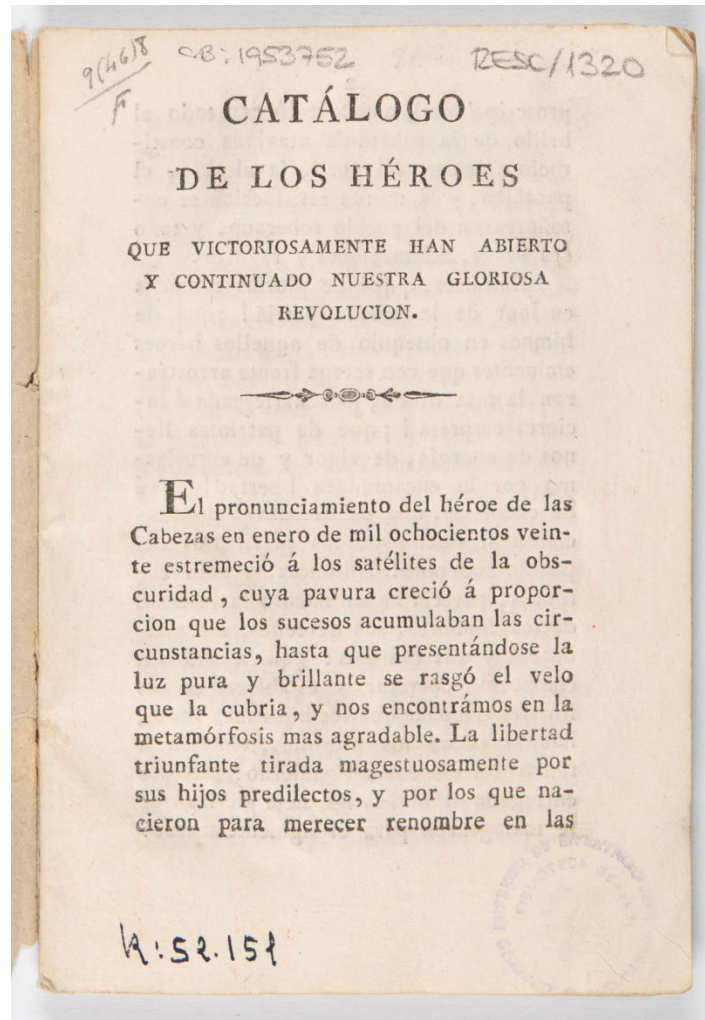 9(46)8
F
CB: 1953752
RESC/1320
CATÁLOGO
DE LOS HÉROES
QUE VICTORIOSAMENTE HAN ABIERTO
Y CONTINUADO NUESTRA GLORIOSA
REVOLUCION.
El pronunciamiento del héroe de las
Cabezas en enero de mil ochocientos vein-
te estremeció á los satélites de la obs-
curidad, cuya pavura creció á propor-
cion que los sucesos acumulaban las cir-
cunstancias, hasta que presentándose la
luz pura y brillante se rasgó el velo
que la cubria, y nos encontrámos en la
metamórfosis mas agradable. La libertad
triunfante tirada magestuosamente por
sus hijos predilectos, y por los que na-
cieron para merecer renombre en las
R: 52.151